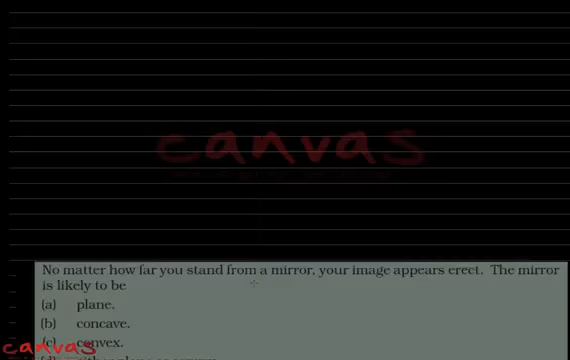 canvas
No matter how far you stand from a mirror, your image appears erect. The mirror
is likely to be
(a) plane.
(b) concave.
(c) convex.
canvas